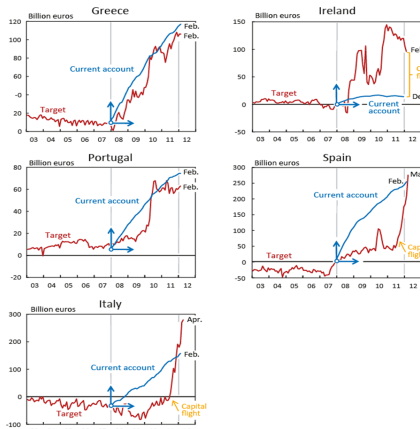 Greece
Billion euros
120
100
80
60
40
20
0
Feb.
Feb.
Current account
Target
03 04 05 06 07 08 09 10 11 12
Ireland
Billion euros
150
100
50
0
-50
Target
Current
account
03 04 05 06 07 08 09 10 11 12
Portugal
Billion euros
80
60
40
20
0
-20
Feb.
Feb.
Current account
Target
03 04 05 06 07 08 09 10 11 12
Spain
Billion euros
300
250
200
150
100
50
0
-50
Feb.
Current account
Target
03 04 05 06 07 08 09 10 11 12
Italy
Billion euros
300
200
100
0
-100
Apr.
Feb.
Current account
Target
Capital
flight
03 04 05 06 07 08 09 10 11 12